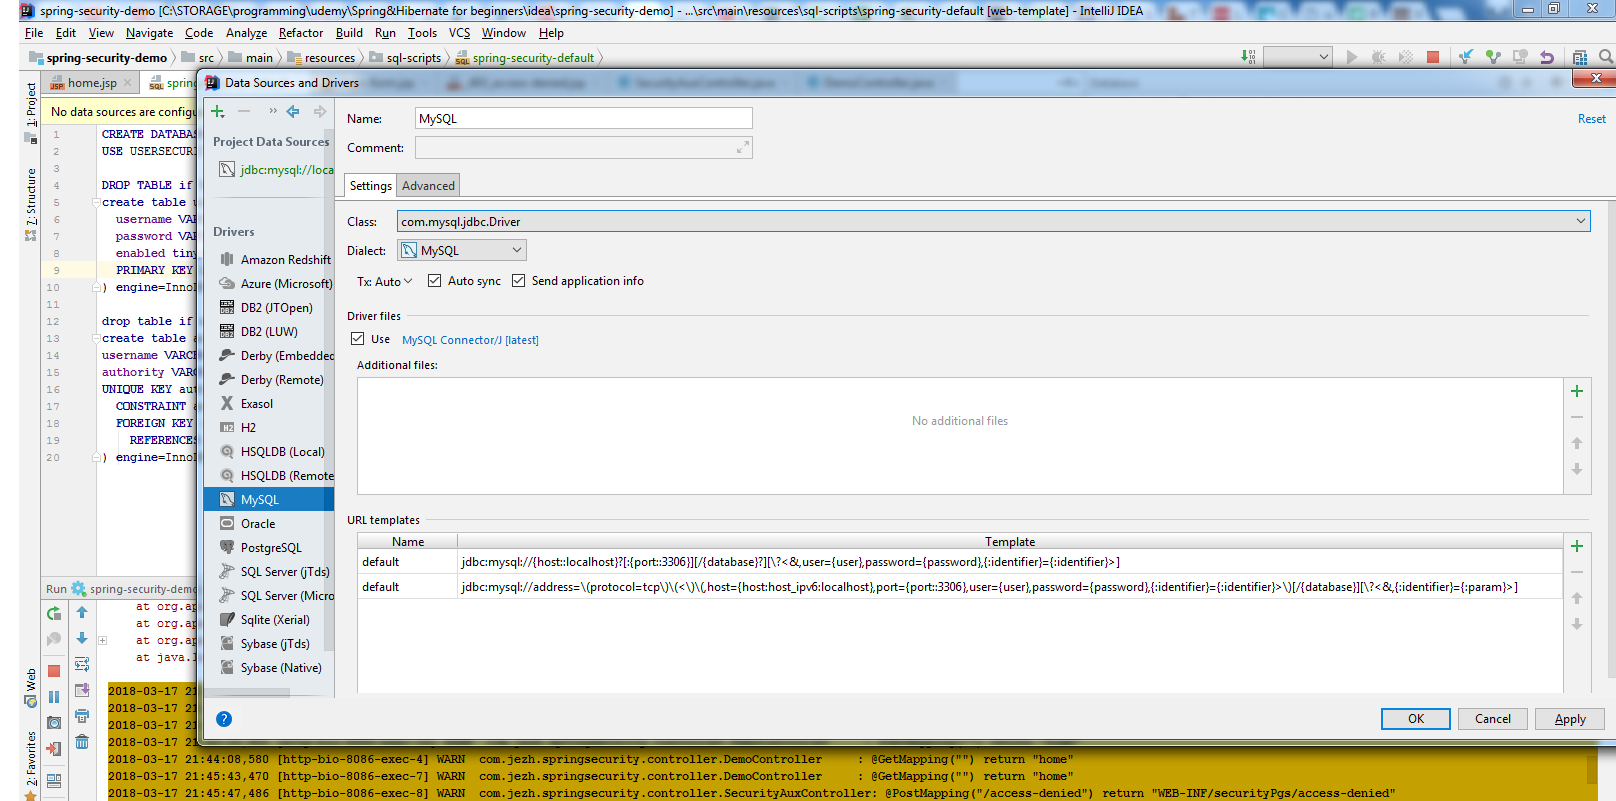 spring-security-demo [C:\STORAGE\programming\udemy\Spring&Hibernate for beginners\idea\spring-security-demo] - ...\src\main\resources\sql-scripts\spring-security-default [web-template] - IntelliJ IDEA
File Edit View Navigate Code Analyze Refactor Build Run Tools VCS Window Help
spring-security-demo src main resources sql-scripts spring-security-default
home.jsp sprin
Data Sources and Drivers
1: Project
7: Structure
Web
2: Favorites
No data sources are configu
1 CREATE DATABAS
2 USE USERSECURI
3
4 DROP TABLE if
5 create table u
6 username VAR
7 password VAR
8 enabled tiny
9 PRIMARY KEY
10 ) engine=InnoD
11
12 drop table if
13 create table a
14 username VARCH
15 authority VARC
16 UNIQUE KEY aut
17 CONSTRAINT a
18 FOREIGN KEY
19 REFERENCES
20 ) engine=InnoD
Project Data Sources
jdbc:mysql://loca
Drivers
Amazon Redshift
Azure (Microsoft)
DB2 (JTOpen)
DB2 (LUW)
Derby (Embedded
Derby (Remote)
Exasol
H2
HSQLDB (Local)
HSQLDB (Remote
MySQL
Oracle
PostgreSQL
SQL Server (jTds)
SQL Server (Micro
Sqlite (Xerial)
Sybase (jTds)
Sybase (Native)
Name: MySQL
Reset
Comment:
Settings Advanced
Class: com.mysql.jdbc.Driver
Dialect: MySQL
Tx: Auto Auto sync Send application info
Driver files
Use MySQL Connector/J [latest]
Additional files:
No additional files
URL templates
Name Template
default jdbc:mysql://{host::localhost}?[:{port::3306}][/{database}?][\?<&,user={user},password={password},{:identifier}={:identifier}>]
default jdbc:mysql://address=\(protocol=tcp\)\(<\)\(,host={host:host_ipv6:localhost},port={port::3306},user={user},password={password},{:identifier}={:identifier}>\)[/{database}][\?<&,{:identifier}={:param}>]
OK Cancel Apply
Run spring-security-demo
at org.ap
at org.ap
at org.ap
at java.l
2018-03-17 21
2018-03-17 21
2018-03-17 21
2018-03-17 21
2018-03-17 21:44:08,580 [http-bio-8086-exec-4] WARN com.jezh.springsecurity.controller.DemoController : @GetMapping("") return "home"
2018-03-17 21:45:43,470 [http-bio-8086-exec-7] WARN com.jezh.springsecurity.controller.DemoController : @GetMapping("") return "home"
2018-03-17 21:45:47,486 [http-bio-8086-exec-8] WARN com.jezh.springsecurity.controller.SecurityAuxController: @PostMapping("/access-denied") return "WEB-INF/securityPgs/access-denied"